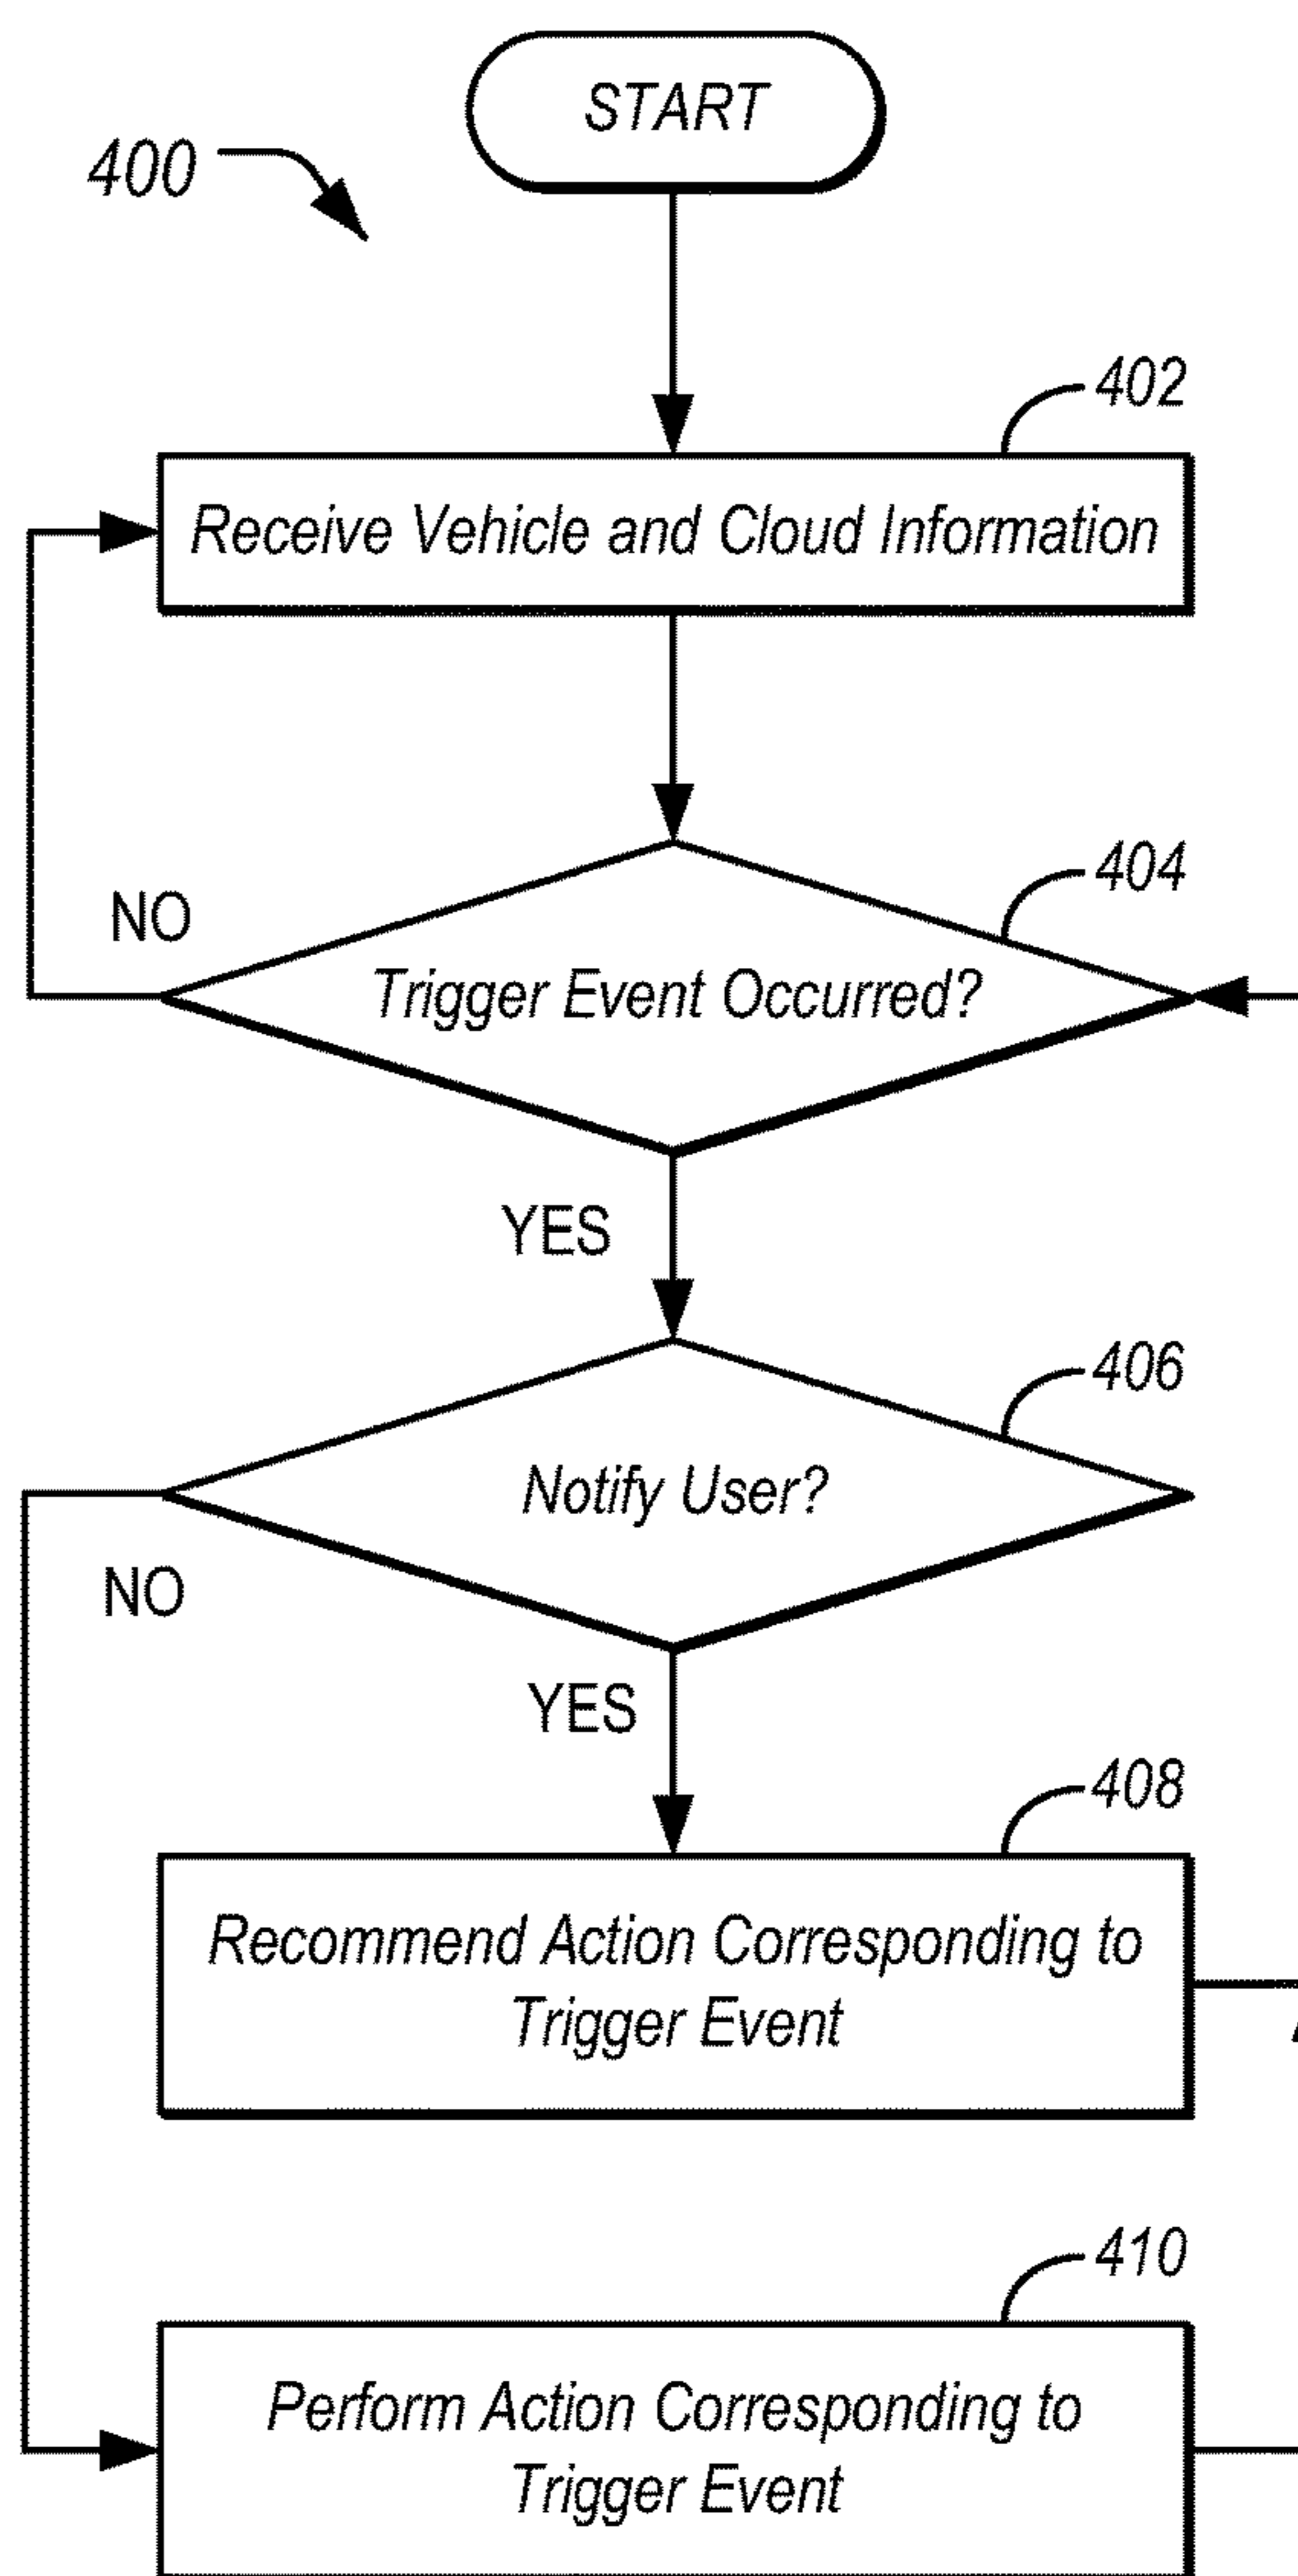 START
400
402
Receive Vehicle and Cloud Information
404
NO
Trigger Event Occurred?
YES
406
Notify User?
NO
YES
408
Recommend Action Corresponding to
Trigger Event
410
Perform Action Corresponding to
Trigger Event